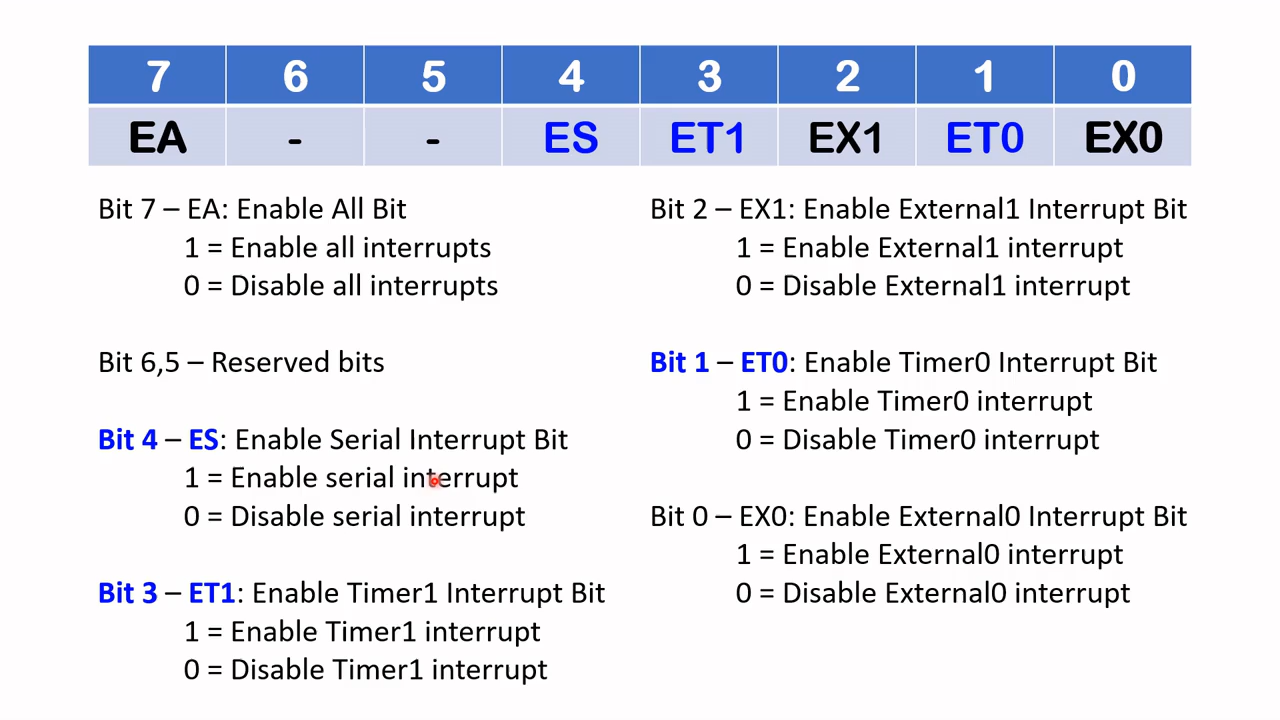 7 6 5 4 3 2 1 0
EA - - ES ET1 EX1 ET0 EX0
Bit 7 – EA: Enable All Bit
1 = Enable all interrupts
0 = Disable all interrupts
Bit 6,5 – Reserved bits
Bit 4 – ES: Enable Serial Interrupt Bit
1 = Enable serial interrupt
0 = Disable serial interrupt
Bit 3 – ET1: Enable Timer1 Interrupt Bit
1 = Enable Timer1 interrupt
0 = Disable Timer1 interrupt
Bit 2 – EX1: Enable External1 Interrupt Bit
1 = Enable External1 interrupt
0 = Disable External1 interrupt
Bit 1 – ET0: Enable Timer0 Interrupt Bit
1 = Enable Timer0 interrupt
0 = Disable Timer0 interrupt
Bit 0 – EX0: Enable External0 Interrupt Bit
1 = Enable External0 interrupt
0 = Disable External0 interrupt